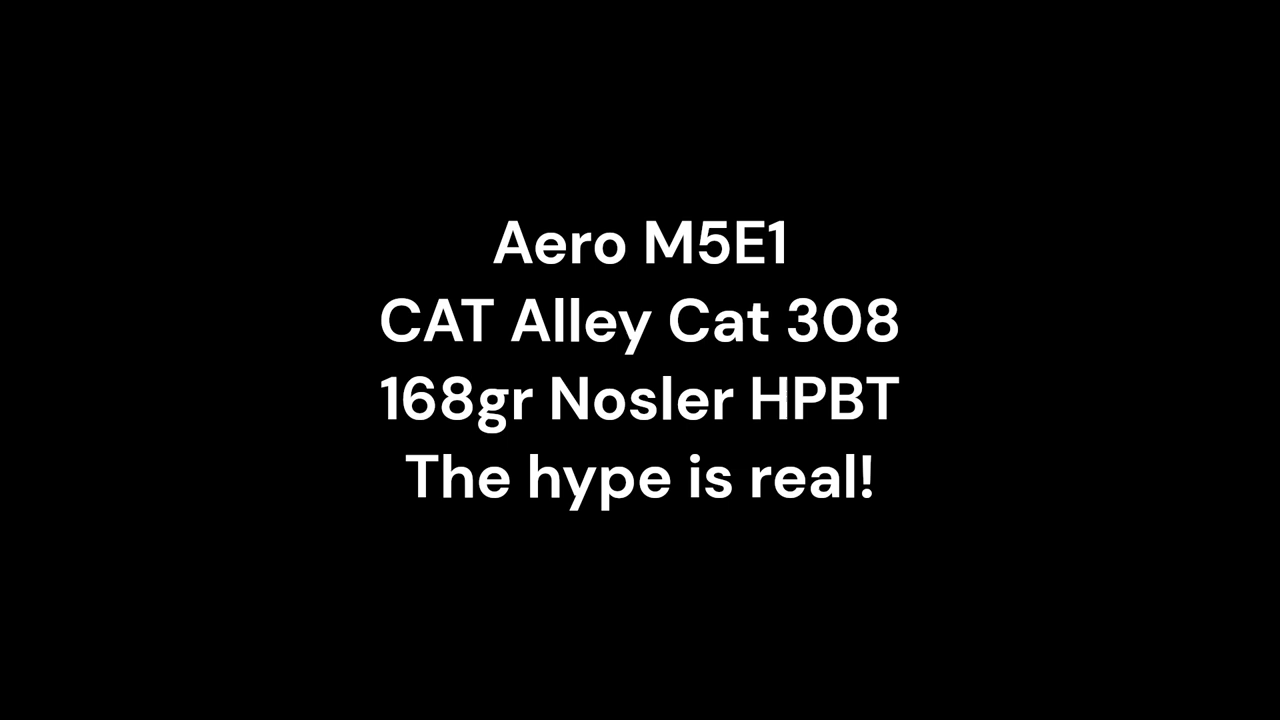 Aero M5E1
CAT Alley Cat 308
168gr Nosler HPBT
The hype is real!